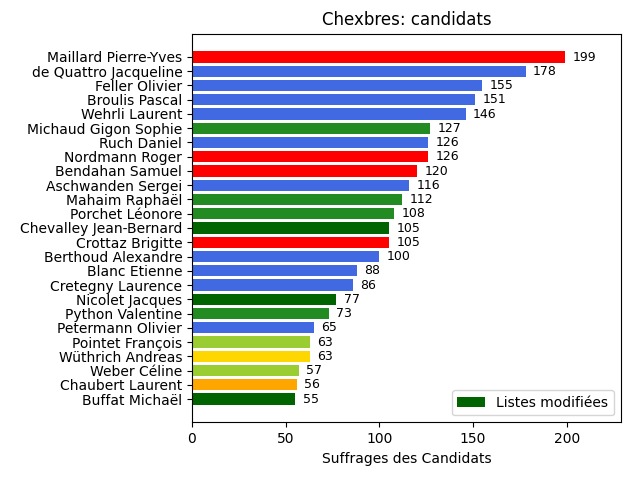 Chexbres: candidats
Maillard Pierre-Yves 199
de Quattro Jacqueline 178
Feller Olivier 155
Broulis Pascal 151
Wehrli Laurent 146
Michaud Gigon Sophie 127
Ruch Daniel 126
Nordmann Roger 126
Bendahan Samuel 120
Aschwanden Sergei 116
Mahaim Raphaël 112
Porchet Léonore 108
Chevalley Jean-Bernard 105
Crottaz Brigitte 105
Berthoud Alexandre 100
Blanc Etienne 88
Cretegny Laurence 86
Nicolet Jacques 77
Python Valentine 73
Petermann Olivier 65
Pointet François 63
Wüthrich Andreas 63
Weber Céline 57
Chaubert Laurent 56
Buffat Michaël 55
Listes modifiées
0 50 100 150 200
Suffrages des Candidats